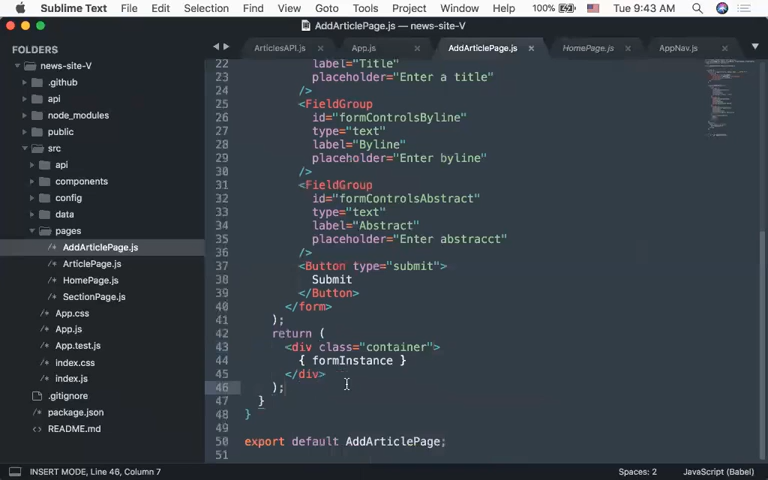 Sublime Text File Edit Selection Find View Goto Tools Project Window Help 100% Tue 9:43 AM
AddArticlePage.js — news-site-V
FOLDERS
ArticlesAPI.js × App.js × AddArticlePage.js × HomePage.js × AppNav.js ×
news-site-V
.github
api
node_modules
public
src
api
components
config
data
pages
AddArticlePage.js
ArticlePage.js
HomePage.js
SectionPage.js
App.css
App.js
App.test.js
index.css
index.js
.gitignore
package.json
README.md
22 label="Title"
23 placeholder="Enter a title"
24 />
25 <FieldGroup
26 id="formControlsByline"
27 type="text"
28 label="Byline"
29 placeholder="Enter byline"
30 />
31 <FieldGroup
32 id="formControlsAbstract"
33 type="text"
34 label="Abstract"
35 placeholder="Enter abstracct"
36 />
37 <Button type="submit">
38 Submit
39 </Button>
40 </form>
41 );
42 return (
43 <div class="container">
44 { formInstance }
45 </div>
46 );
47 }
48 }
49
50 export default AddArticlePage;
51
INSERT MODE, Line 46, Column 7 Spaces: 2 JavaScript (Babel)